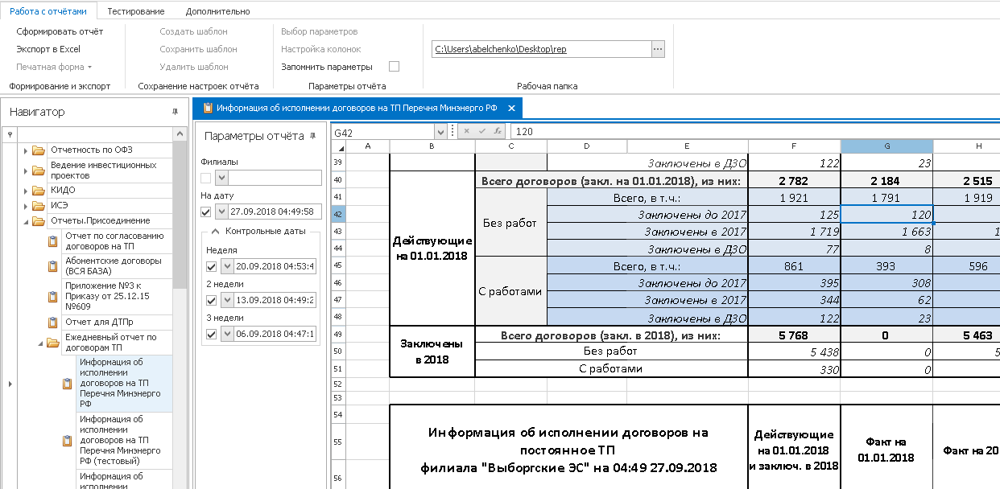 Работа с отчётами
Тестирование
Дополнительно
Сформировать отчёт
Экспорт в Excel
Печатная форма
Формирование и экспорт
Создать шаблон
Сохранить шаблон
Удалить шаблон
Сохранение настроек отчёта
Выбор параметров
Настройка колонок
Запомнить параметры
Параметры отчёта
C:\Users\abelchenko\Desktop\rep
...
Рабочая папка
Навигатор
Отчетность по ОФЗ
Ведение инвестиционных
проектов
КИДО
ИСЭ
Отчеты.Присоединение
Отчет по согласованию
договоров на ТП
Абонентские договоры
(ВСЯ БАЗА)
Приложение №3 к
Приказу от 25.12.15
№609
Отчет для ДТПр
Ежедневный отчет по
договорам ТП
Информация об
исполнении
договоров на ТП
Перечня Минэнерго
РФ
Информация об
исполнении
договоров на ТП
Перечня Минэнерго
РФ (тестовый)
Информация об
исполнении
Информация об исполнении договоров на ТП Перечня Минэнерго РФ
Параметры отчёта
Филиалы
На дату
27.09.2018 04:49:58
Контрольные даты
Неделя
20.09.2018 04:53:4
2 недели
13.09.2018 04:49:2
3 недели
06.09.2018 04:47:1
G42 fx 120
A B C D E F G H
39 Заключены в ДЗО 122 23
40 Всего договоров (закл. на 01.01.2018), из них: 2 782 2 184 2 515
41 Всего, в т.ч.: 1 921 1 791 1 919
42 Заключены до 2017 125 120
Без работ
43 Заключены в 2017 1 719 1 663 1
Действующие
на 01.01.2018
44 Заключены в ДЗО 77 8
45 Всего, в т.ч.: 861 393 596
46 Заключены до 2017 395 308
С работами
47 Заключены в 2017 344 62
48 Заключены в ДЗО 122 23
49 Всего договоров (закл. в 2018), из них: 5 768 0 5 463
Заключены
в 2018
50 Без работ 5 438 0 5
51 С работами 330 0
52
53
54
55
56
Информация об исполнении договоров на
постоянное ТП
филиала "Выборгские ЭС" на 04:49 27.09.2018
Действующие
на 01.01.2018
и заключ. в 2018
Факт на
01.01.2018
Факт на 20